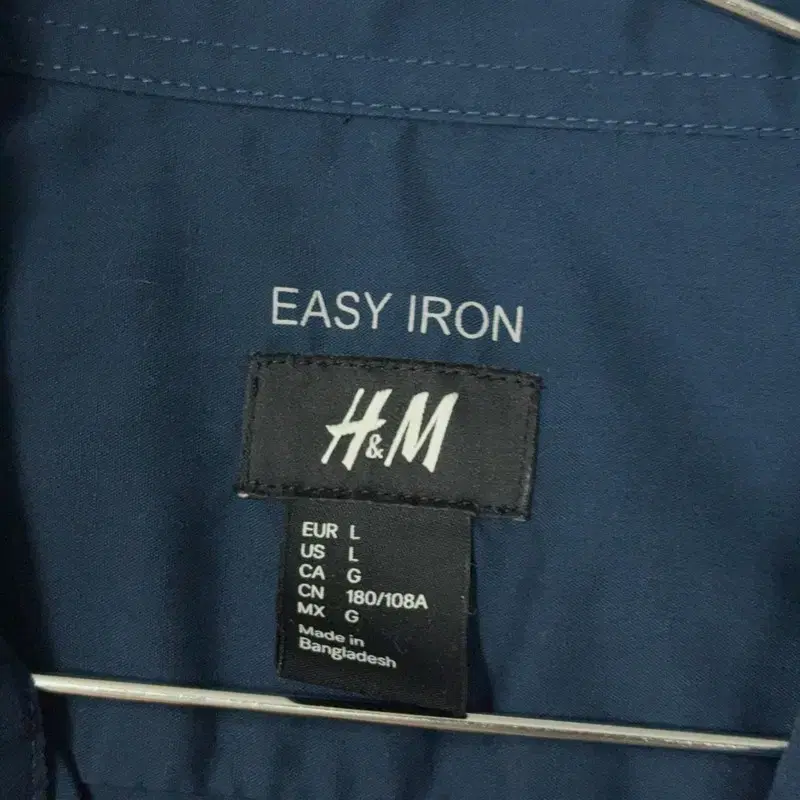 EASY IRON
H&M
EUR L
US L
CA G
CN 180/108A
MX G
Made in
Bangladesh